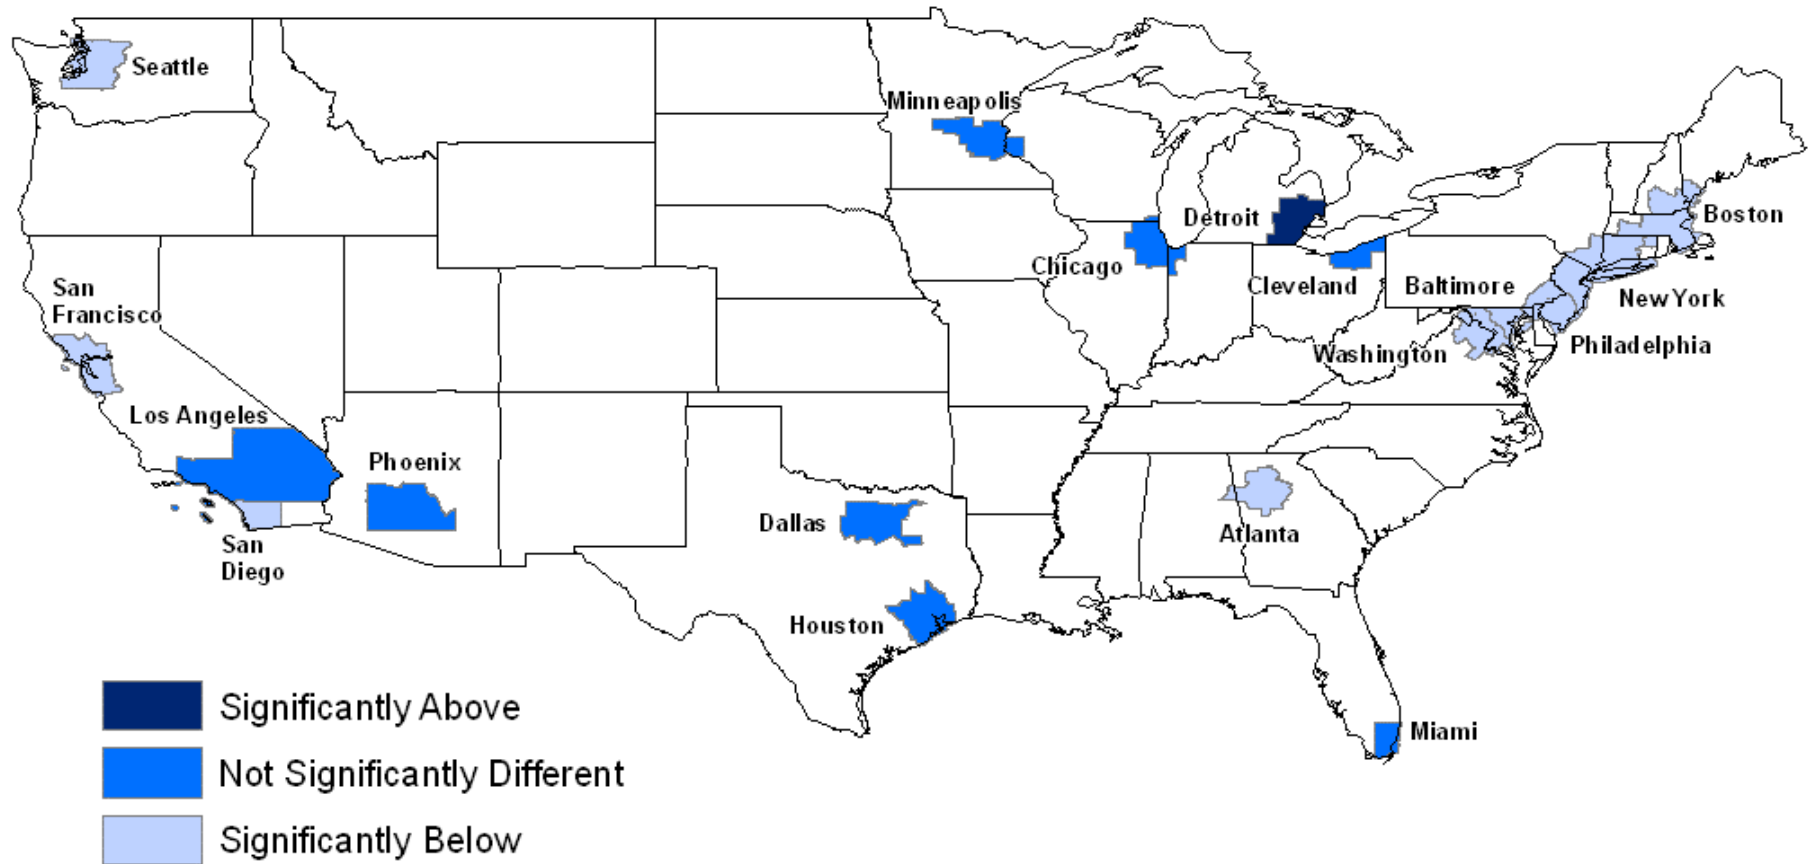 Seattle
Minneapolis
Detroit
Boston
Chicago
Cleveland
Baltimore
New York
San
Francisco
Washington
Philadelphia
Los Angeles
Phoenix
Dallas
Atlanta
San
Diego
Houston
Miami
Significantly Above
Not Significantly Different
Significantly Below